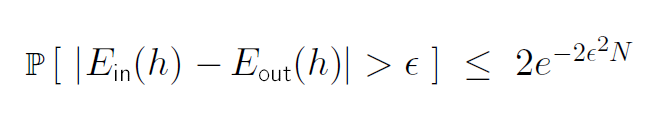 ℙ[ |E_in(h) − E_out(h)| > ϵ ] ≤ 2e^{−2ϵ²N}